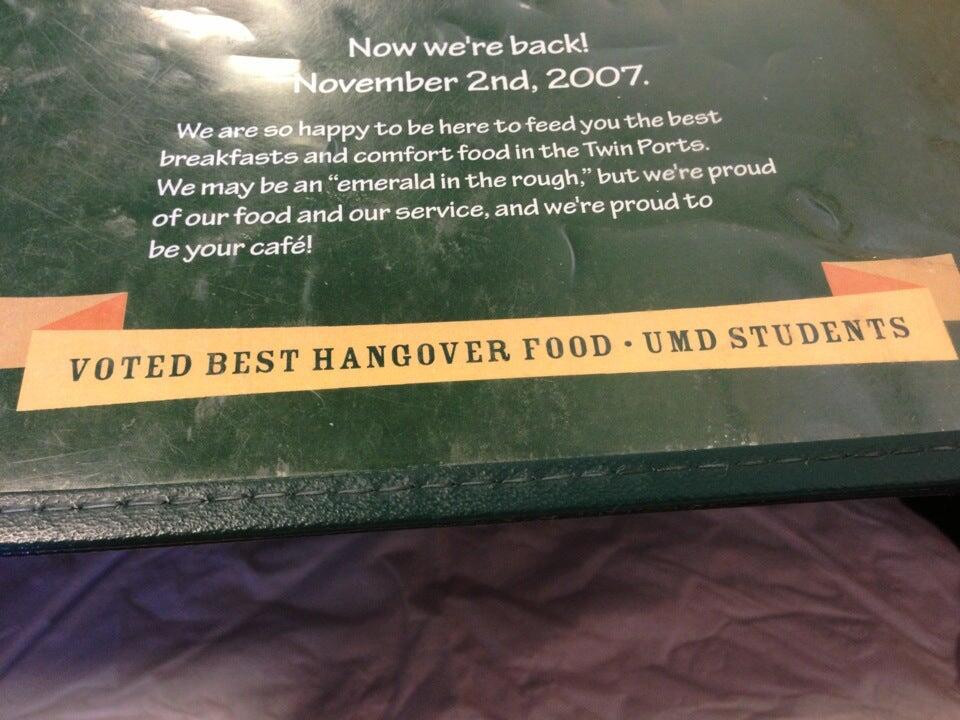 Now we're back!
November 2nd, 2007.
We are so happy to be here to feed you the best
breakfasts and comfort food in the Twin Ports.
We may be an “emerald in the rough,” but we're proud
of our food and our service, and we're proud to
be your café!
VOTED BEST HANGOVER FOOD · UMD STUDENTS